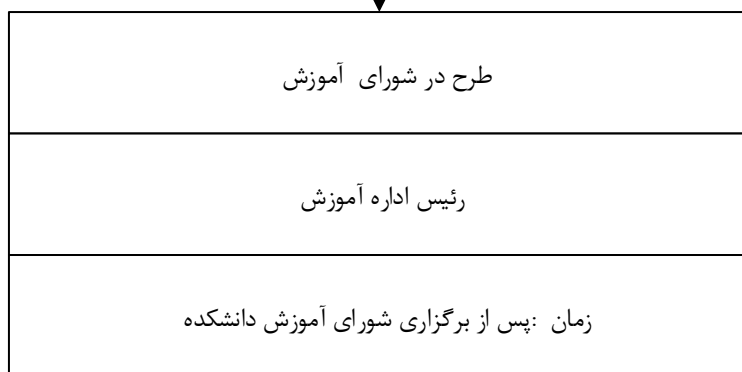 طرح در شورای آموزش
رئیس اداره آموزش
زمان :پس از برگزاری شورای آموزش دانشکده